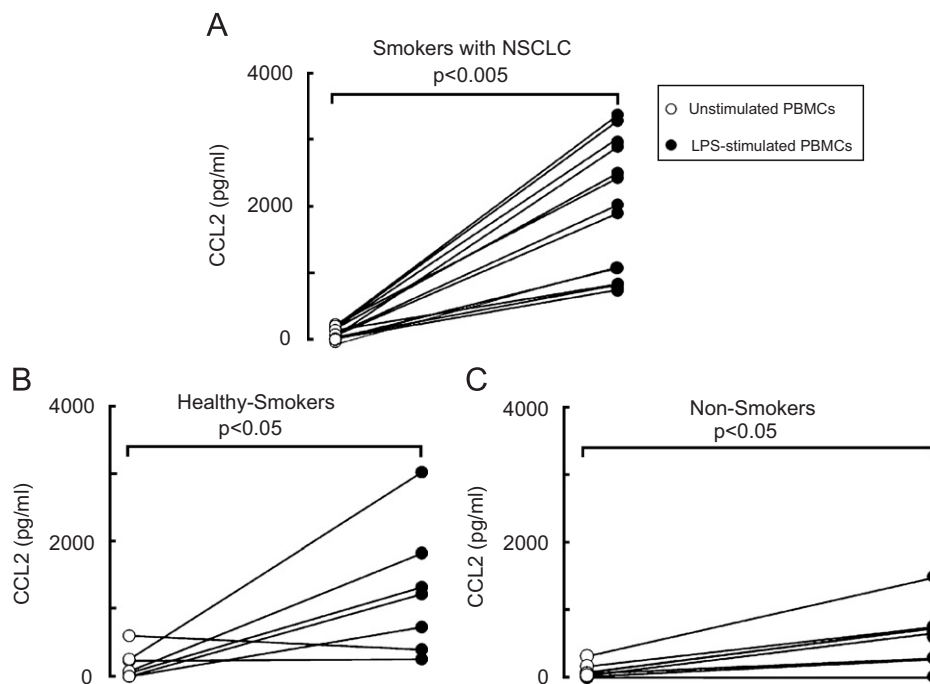 A
Smokers with NSCLC
p<0.005
4000
2000
0
CCL2 (pg/ml)
Unstimulated PBMCs
LPS-stimulated PBMCs
B
Healthy-Smokers
p<0.05
4000
2000
0
CCL2 (pg/ml)
C
Non-Smokers
p<0.05
4000
2000
0
CCL2 (pg/ml)